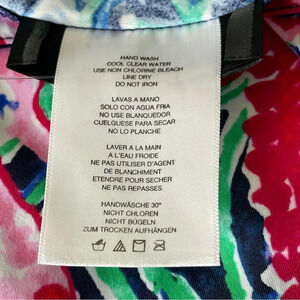 HAND WASH
COOL CLEAR WATER
USE NON CHLORINE BLEACH
LINE DRY
DO NOT IRON
LAVAS A MANO
SOLO CON AGUA FRIA
NO USE BLANQUEDOR
CUELGUESE PARA SECAR
NO LO PLANCHE
LAVER A LA MAIN
A L'EAU FROIDE
NE PAS UTILISER D'AGENT
DE BLANCHIMENT
ETENDRE POUR SECHER
NE PAS REPASSES
HANDWÄSCHE 30°
NICHT CHLOREN
NICHT BÜGELN
ZUM TROCKEN AUFHÄNGEN